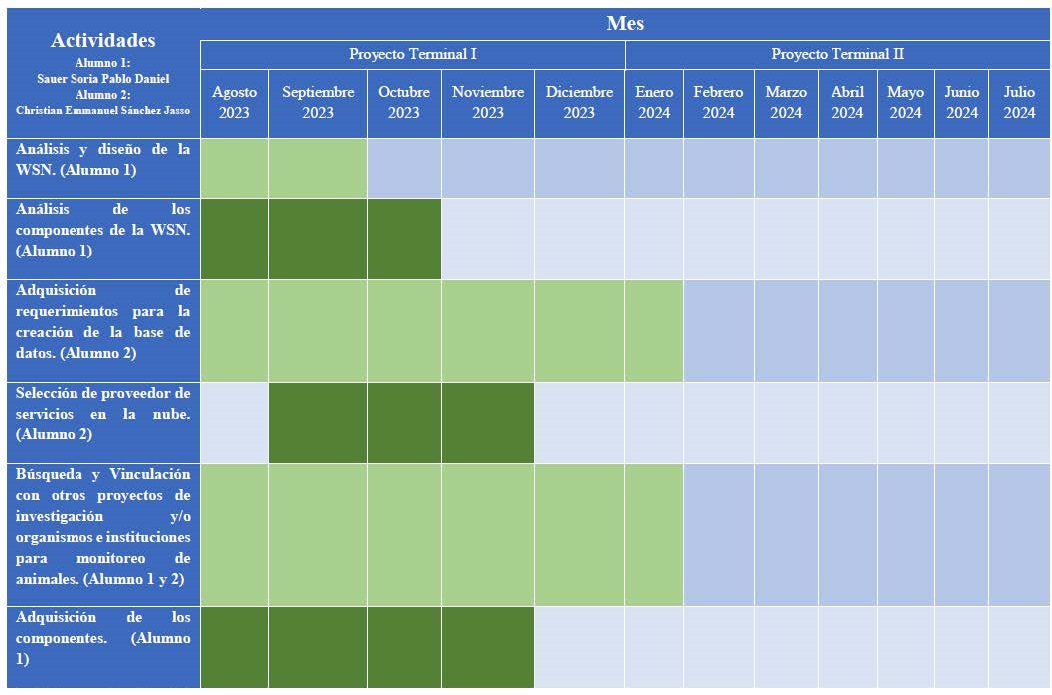 Actividades
Alumno 1:
Sauer Soria Pablo Daniel
Alumno 2:
Christian Emmanuel Sánchez Jasso
Mes
Proyecto Terminal I
Proyecto Terminal II
Agosto
2023
Septiembre
2023
Octubre
2023
Noviembre
2023
Diciembre
2023
Enero
2024
Febrero
2024
Marzo
2024
Abril
2024
Mayo
2024
Junio
2024
Julio
2024
Análisis y diseño de la
WSN. (Alumno 1)
Análisis de los
componentes de la WSN.
(Alumno 1)
Adquisición de
requerimientos para la
creación de la base de
datos. (Alumno 2)
Selección de proveedor de
servicios en la nube.
(Alumno 2)
Búsqueda y Vinculación
con otros proyectos de
investigación y/o
organismos e instituciones
para monitoreo de
animales. (Alumno 1 y 2)
Adquisición de los
componentes. (Alumno
1)